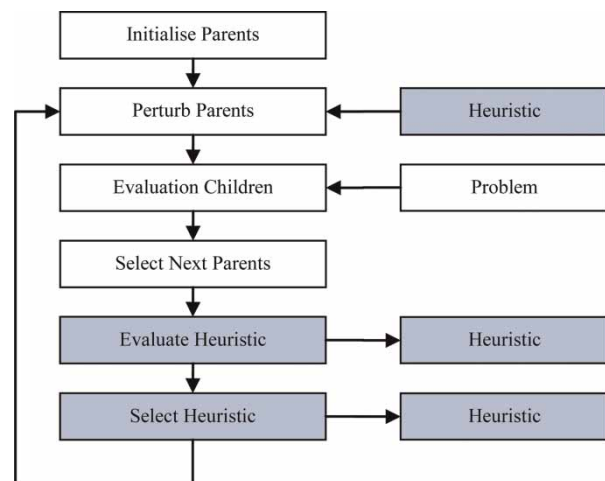 Initialise Parents
Perturb Parents
Heuristic
Evaluation Children
Problem
Select Next Parents
Evaluate Heuristic
Heuristic
Select Heuristic
Heuristic